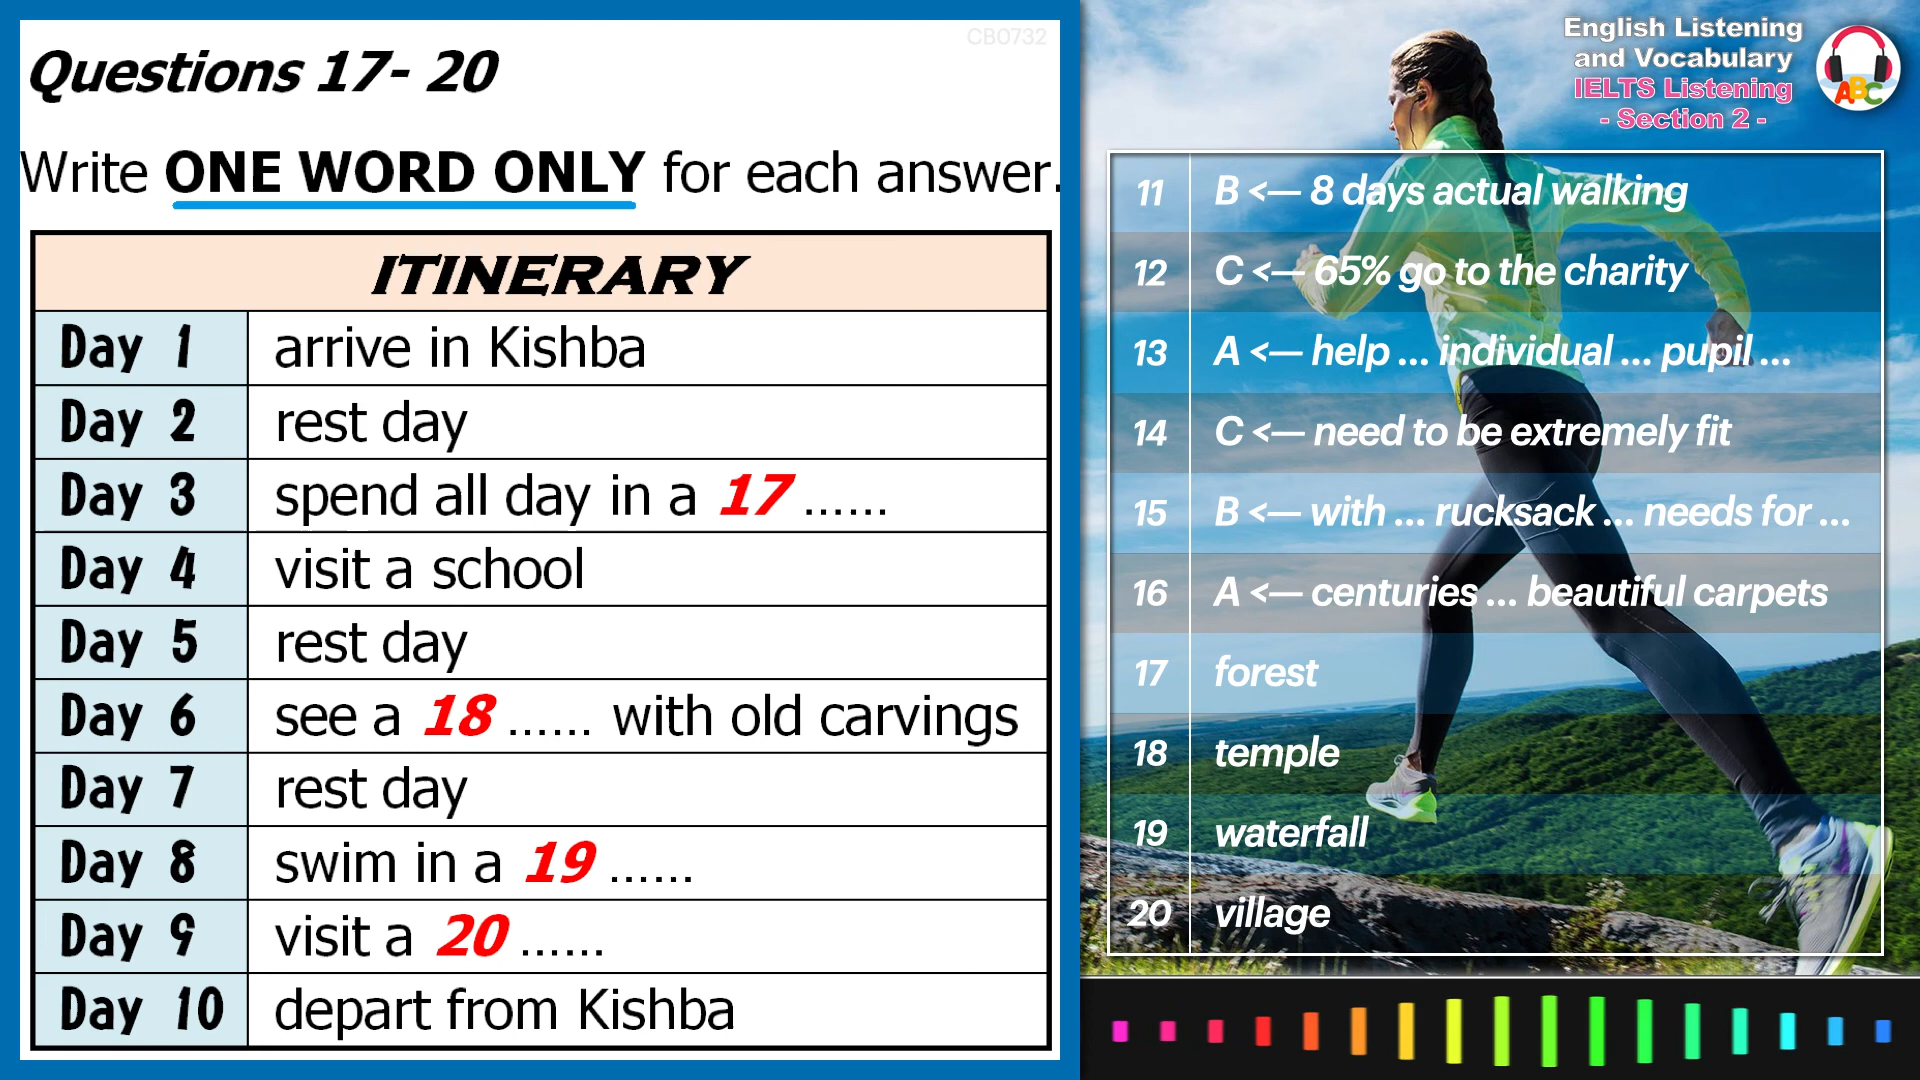 CB0732
Questions 17- 20
Write ONE WORD ONLY for each answer.
ITINERARY
Day 1 arrive in Kishba
Day 2 rest day
Day 3 spend all day in a 17 ......
Day 4 visit a school
Day 5 rest day
Day 6 see a 18 ...... with old carvings
Day 7 rest day
Day 8 swim in a 19 ......
Day 9 visit a 20 ......
Day 10 depart from Kishba
English Listening
and Vocabulary
IELTS Listening
- Section 2 -
ABC
11 B <— 8 days actual walking
12 C <— 65% go to the charity
13 A <— help ... individual ... pupil ...
14 C <— need to be extremely fit
15 B <— with ... rucksack ... needs for ...
16 A <— centuries ... beautiful carpets
17 forest
18 temple
19 waterfall
20 village